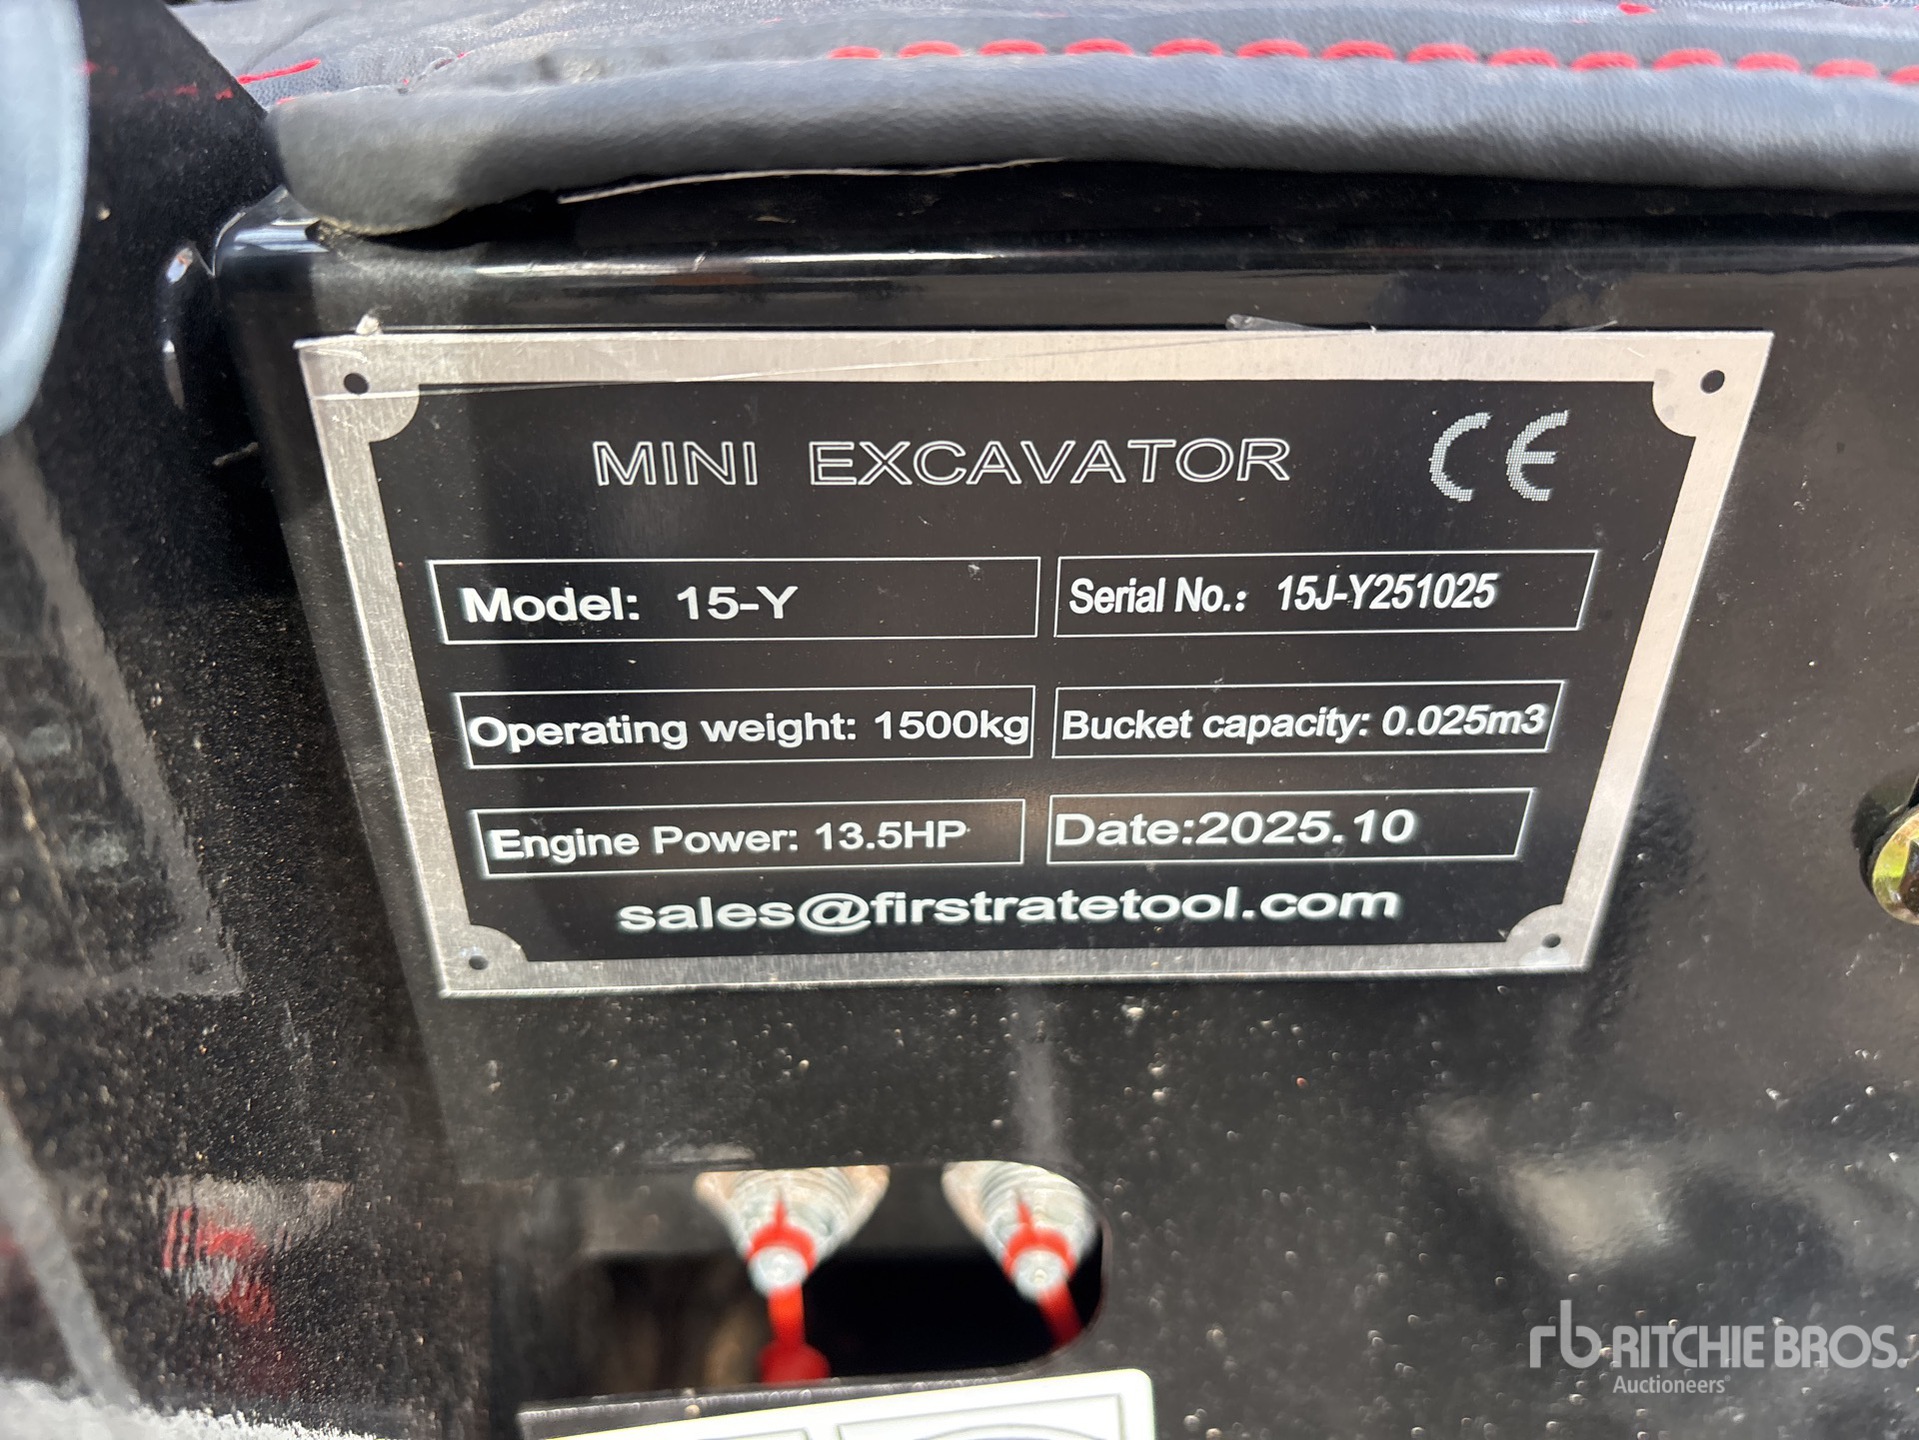 MINI EXCAVATOR CE
Model: 15-Y
Serial No.: 15J-Y251025
Operating weight: 1500kg
Bucket capacity: 0.025m3
Engine Power: 13.5HP
Date:2025.10
sales@firstratetool.com
rb RITCHIE BROS.
Auctioneers